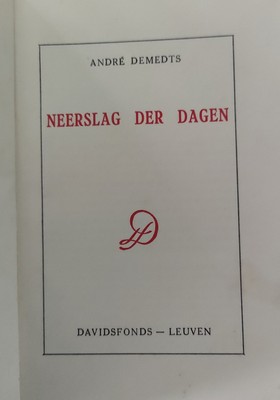 ANDRÉ DEMEDTS
NEERSLAG DER DAGEN
DAVIDSFONDS — LEUVEN